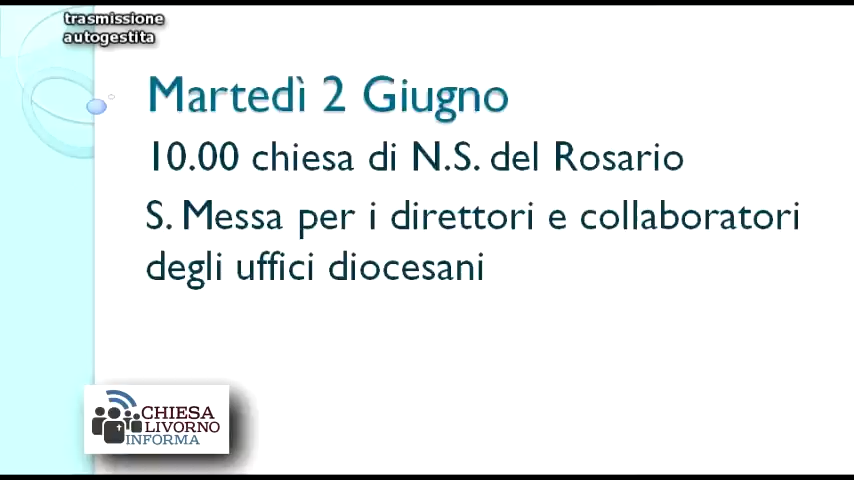 trasmissione
autogestita
Martedì 2 Giugno
10.00 chiesa di N.S. del Rosario
S. Messa per i direttori e collaboratori
degli uffici diocesani
CHIESA
LIVORNO
INFORMA